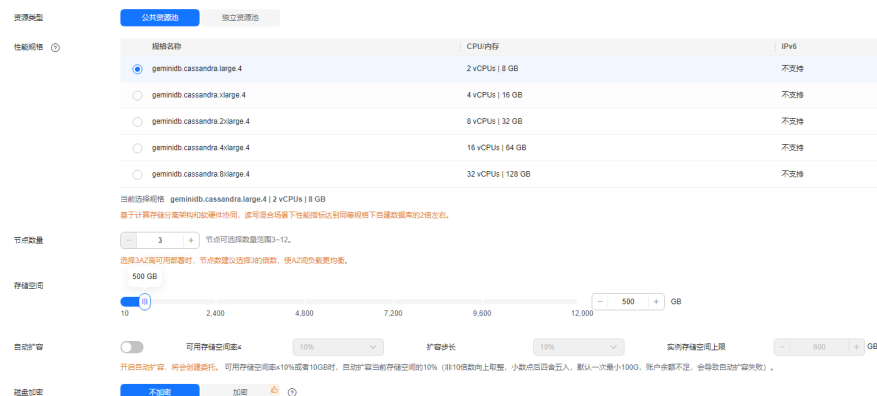 资源类型 公共资源池 独立资源池
性能规格
规格名称 CPU/内存 IPv6
geminidb.cassandra.large.4 2 vCPUs | 8 GB 不支持
geminidb.cassandra.xlarge.4 4 vCPUs | 16 GB 不支持
geminidb.cassandra.2xlarge.4 8 vCPUs | 32 GB 不支持
geminidb.cassandra.4xlarge.4 16 vCPUs | 64 GB 不支持
geminidb.cassandra.8xlarge.4 32 vCPUs | 128 GB 不支持
当前选择规格 geminidb.cassandra.large.4 | 2 vCPUs | 8 GB
基于计算存储分离架构和软硬件协同，读写混合场景下性能指标达到同等规格下自建数据库的2倍左右。
节点数量 − 3 + 节点可选择数量范围3~12。
选择3AZ高可用部署时，节点数建议选择3的倍数，使AZ间负载更均衡。
500 GB
存储空间 − 500 + GB
10 2,400 4,800 7,200 9,600 12,000
自动扩容 可用存储空间率≤ 10% 扩容步长 10% 实例存储空间上限 − 600 + GB
开启自动扩容，将会创建委托。 可用存储空间率≤10%或者10GB时，自动扩容当前存储空间的10%（非10倍数向上取整，小数点后四舍五入，默认一次最小100G，账户余额不足，会导致自动扩容失败）。
磁盘加密 不加密 加密